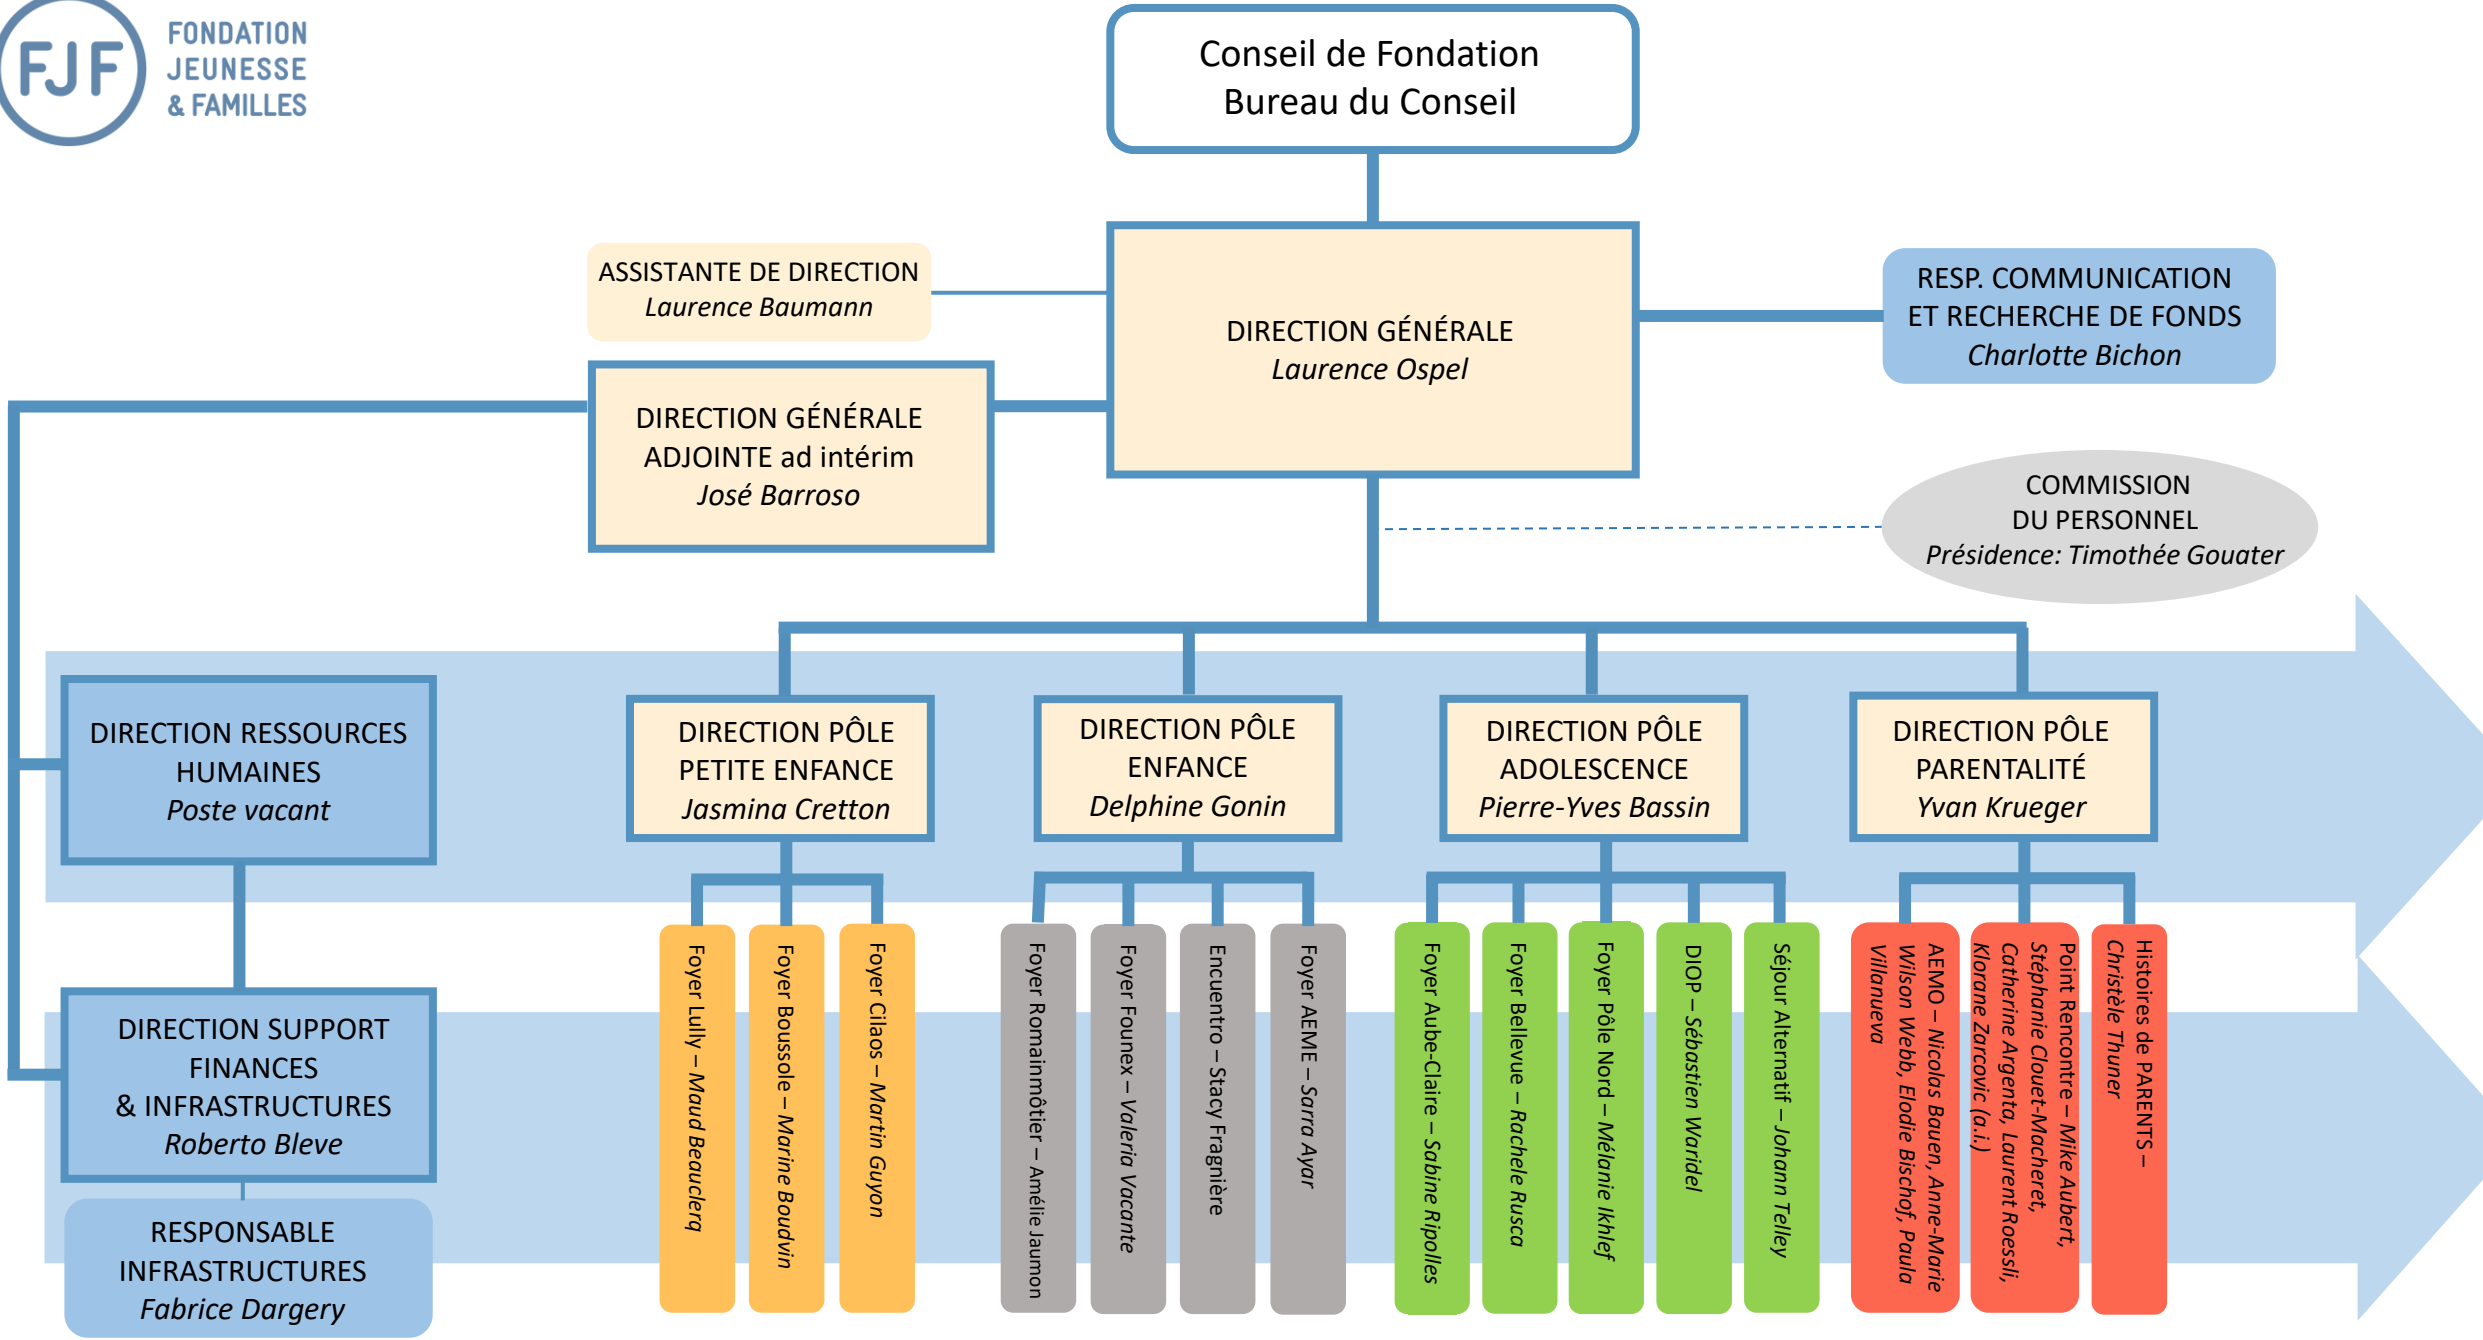 FJF
FONDATION
JEUNESSE
& FAMILLES
Conseil de Fondation
Bureau du Conseil
ASSISTANTE DE DIRECTION
Laurence Baumann
DIRECTION GÉNÉRALE
Laurence Ospel
RESP. COMMUNICATION
ET RECHERCHE DE FONDS
Charlotte Bichon
DIRECTION GÉNÉRALE
ADJOINTE ad intérim
José Barroso
COMMISSION
DU PERSONNEL
Présidence: Timothée Gouater
DIRECTION RESSOURCES
HUMAINES
Poste vacant
DIRECTION PÔLE
PETITE ENFANCE
Jasmina Cretton
DIRECTION PÔLE
ENFANCE
Delphine Gonin
DIRECTION PÔLE
ADOLESCENCE
Pierre-Yves Bassin
DIRECTION PÔLE
PARENTALITÉ
Yvan Krueger
DIRECTION SUPPORT
FINANCES
& INFRASTRUCTURES
Roberto Bleve
RESPONSABLE
INFRASTRUCTURES
Fabrice Dargery
Foyer Lully – Maud Beauclerq
Foyer Boussole – Marine Boudvin
Foyer Cilaos – Martin Guyon
Foyer Romainmôtier – Amélie Jaumon
Foyer Founex – Valeria Vacante
Encuentro – Stacy Fragnière
Foyer AEME – Sarra Ayar
Foyer Aube-Claire – Sabine Ripolles
Foyer Bellevue – Rachele Rusca
Foyer Pôle Nord – Mélanie Ikhlef
DIOP – Sébastien Waridel
Séjour Alternatif – Johann Telley
AEMO – Nicolas Bauen, Anne-Marie
Wilson Webb, Elodie Bischof, Paula
Villanueva
Point Rencontre – Mike Aubert,
Stéphanie Clouet-Macheret,
Catherine Argenta, Laurent Roessli,
Klorane Zarcovic (a.i.)
Histoires de PARENTS –
Christèle Thuner